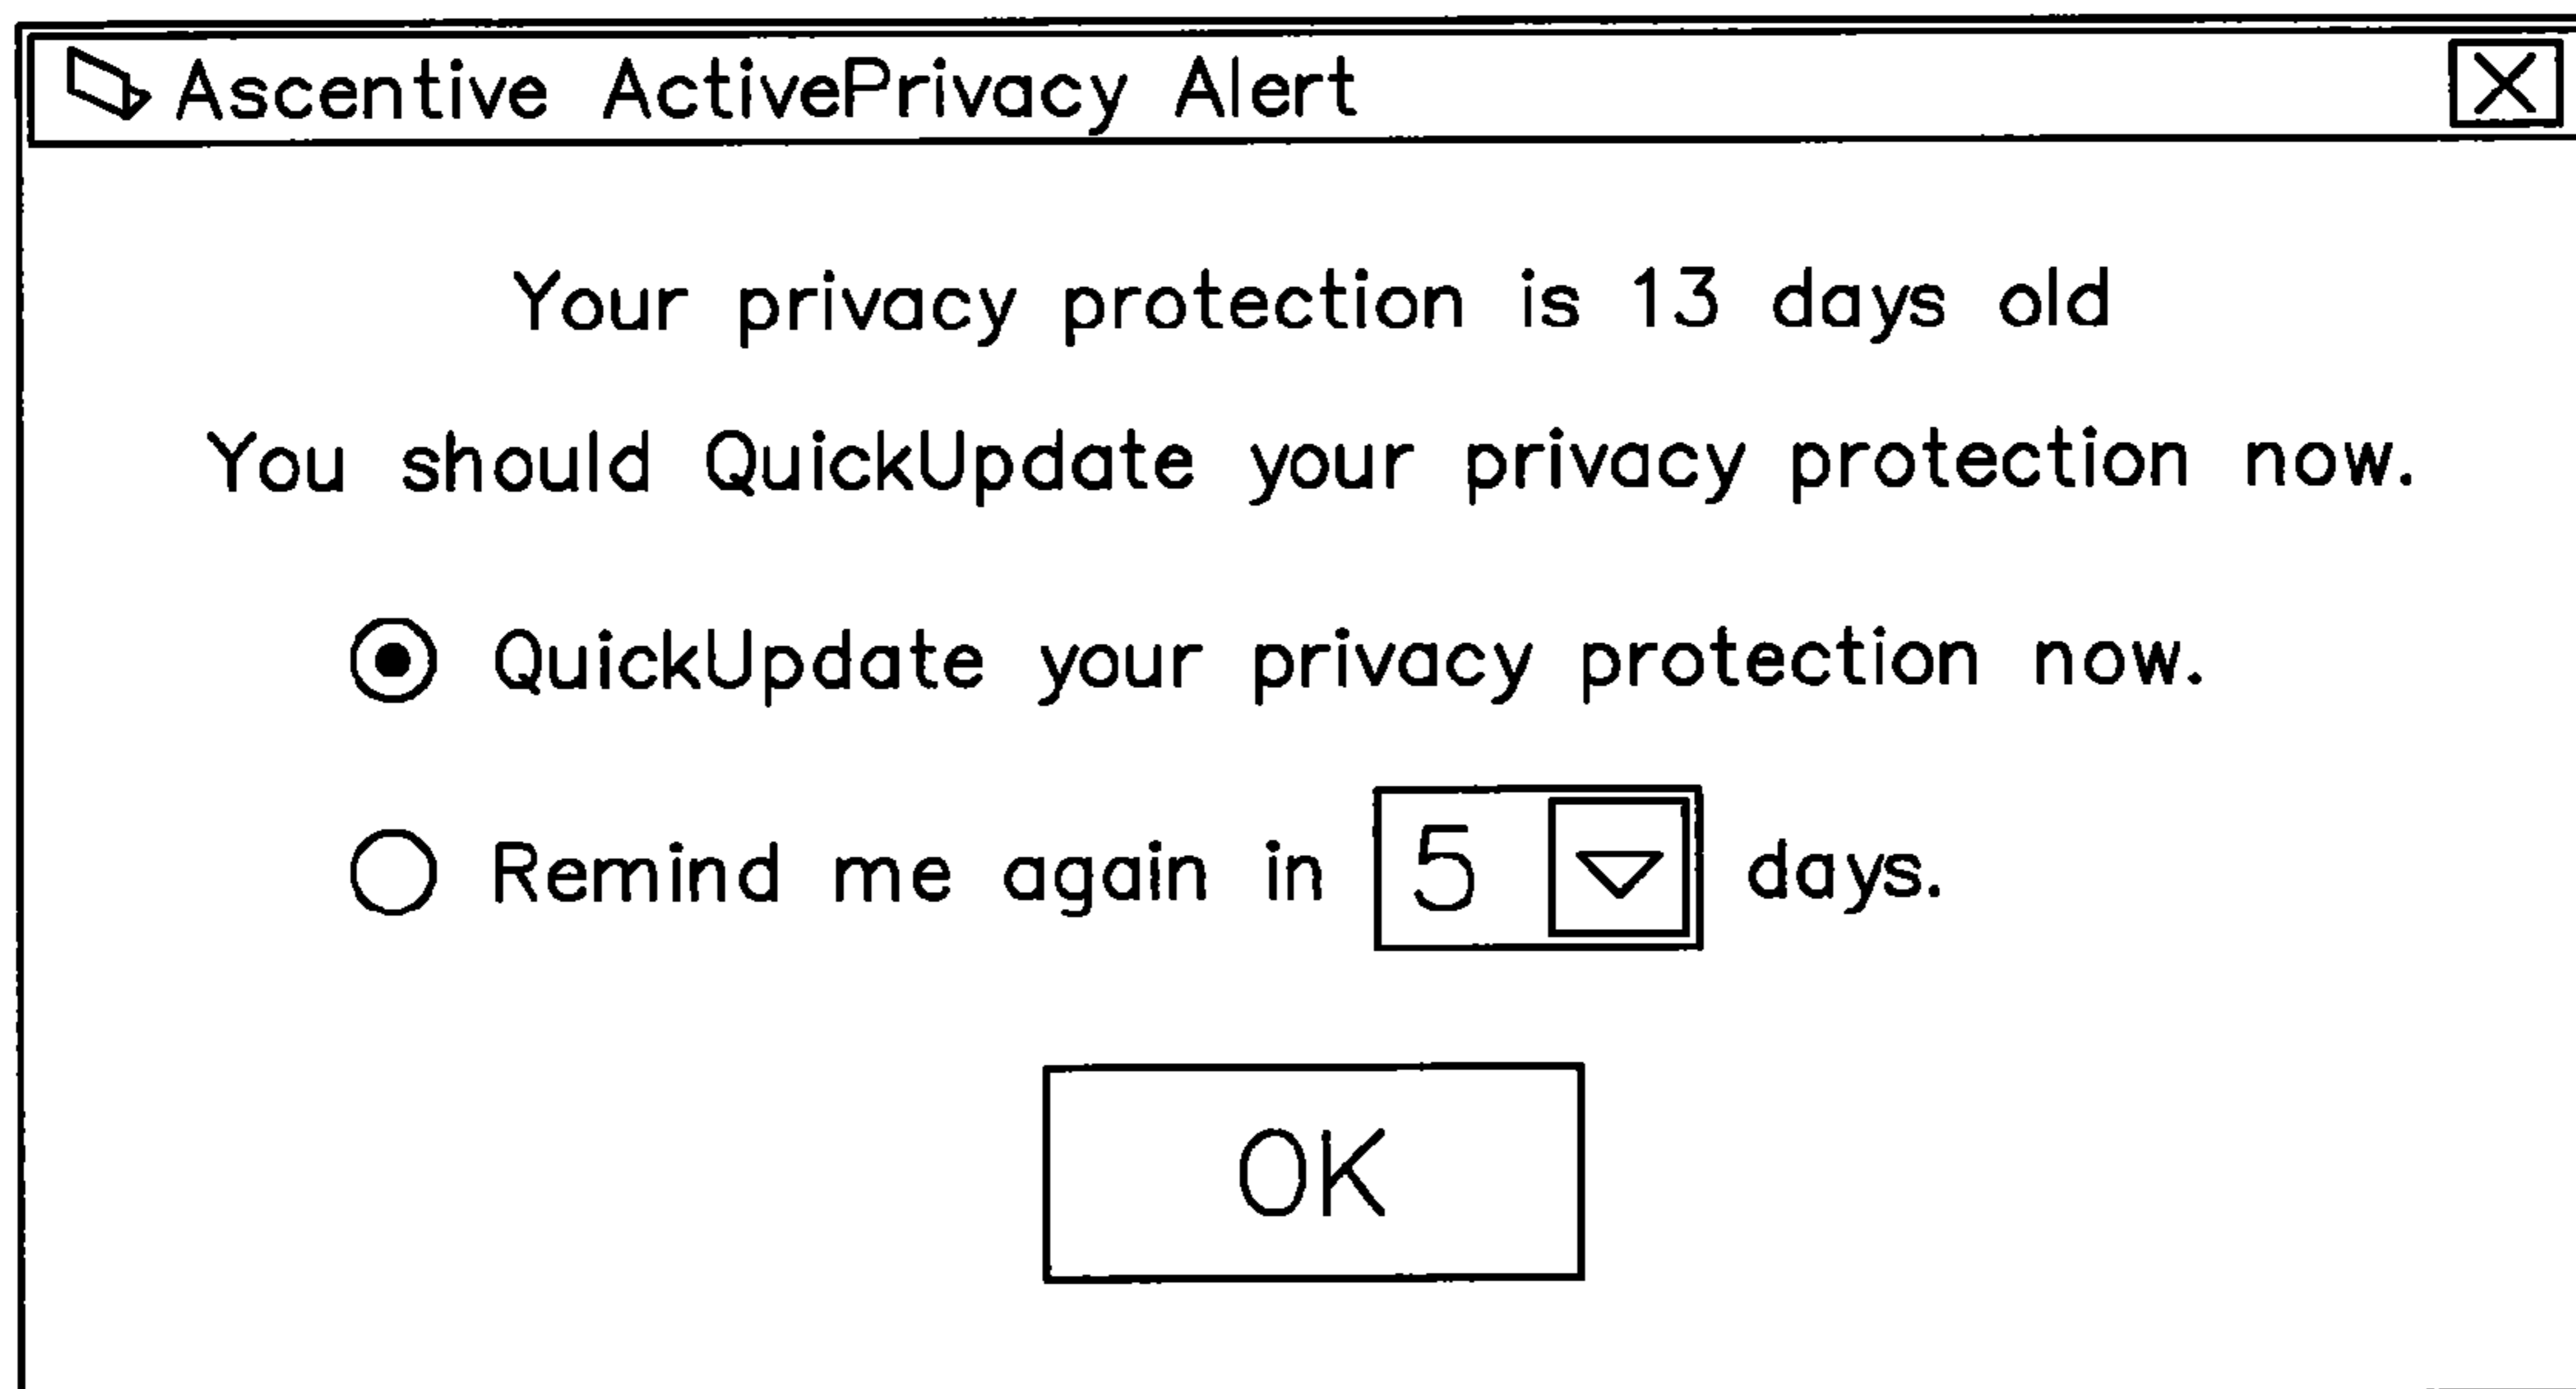 Ascentive ActivePrivacy Alert
Your privacy protection is 13 days old
You should QuickUpdate your privacy protection now.
QuickUpdate your privacy protection now.
Remind me again in 5 days.
OK